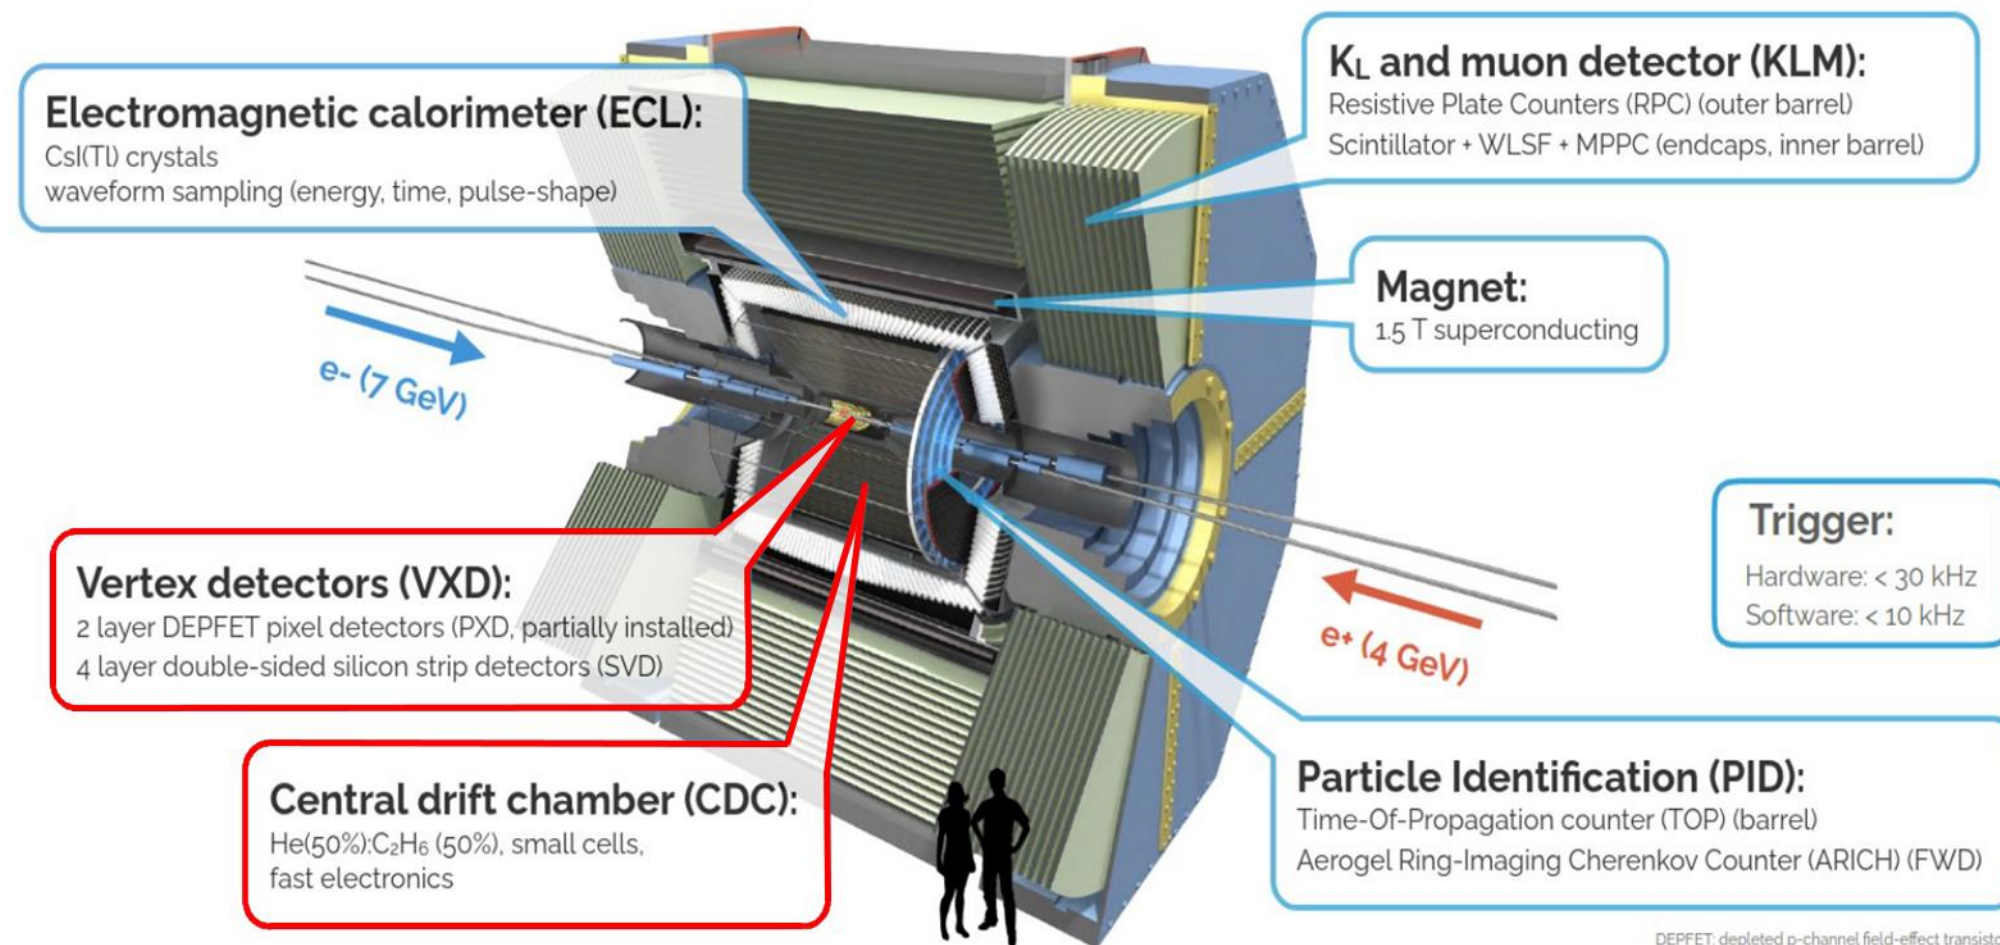 Electromagnetic calorimeter (ECL):
CsI(Tl) crystals
waveform sampling (energy, time, pulse-shape)
K_L and muon detector (KLM):
Resistive Plate Counters (RPC) (outer barrel)
Scintillator + WLSF + MPPC (endcaps, inner barrel)
Magnet:
1.5 T superconducting
e- (7 GeV)
Trigger:
Hardware: < 30 kHz
Software: < 10 kHz
e+ (4 GeV)
Vertex detectors (VXD):
2 layer DEPFET pixel detectors (PXD, partially installed)
4 layer double-sided silicon strip detectors (SVD)
Central drift chamber (CDC):
He(50%):C₂H₆ (50%), small cells,
fast electronics
Particle Identification (PID):
Time-Of-Propagation counter (TOP) (barrel)
Aerogel Ring-Imaging Cherenkov Counter (ARICH) (FWD)
DEPFET: depleted p-channel field-effect